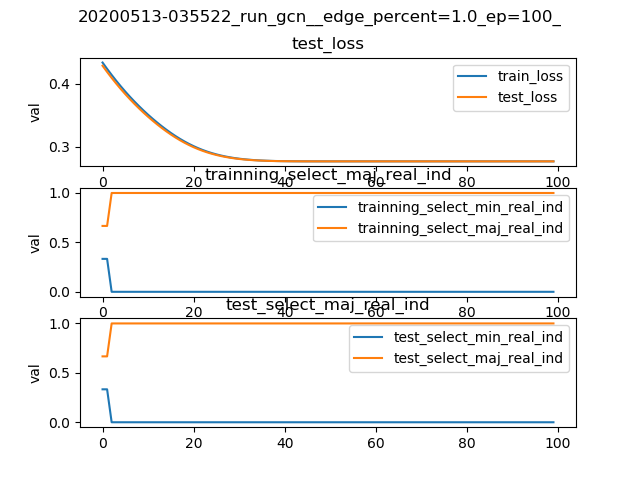 20200513-035522_run_gcn__edge_percent=1.0_ep=100_
test_loss
val
0.4
0.3
train_loss
test_loss
0 20 40 60 80 100
trainning_select_maj_real_ind
val
1.0
0.5
0.0
trainning_select_min_real_ind
trainning_select_maj_real_ind
0 20 40 60 80 100
test_select_maj_real_ind
val
1.0
0.5
0.0
test_select_min_real_ind
test_select_maj_real_ind
0 20 40 60 80 100